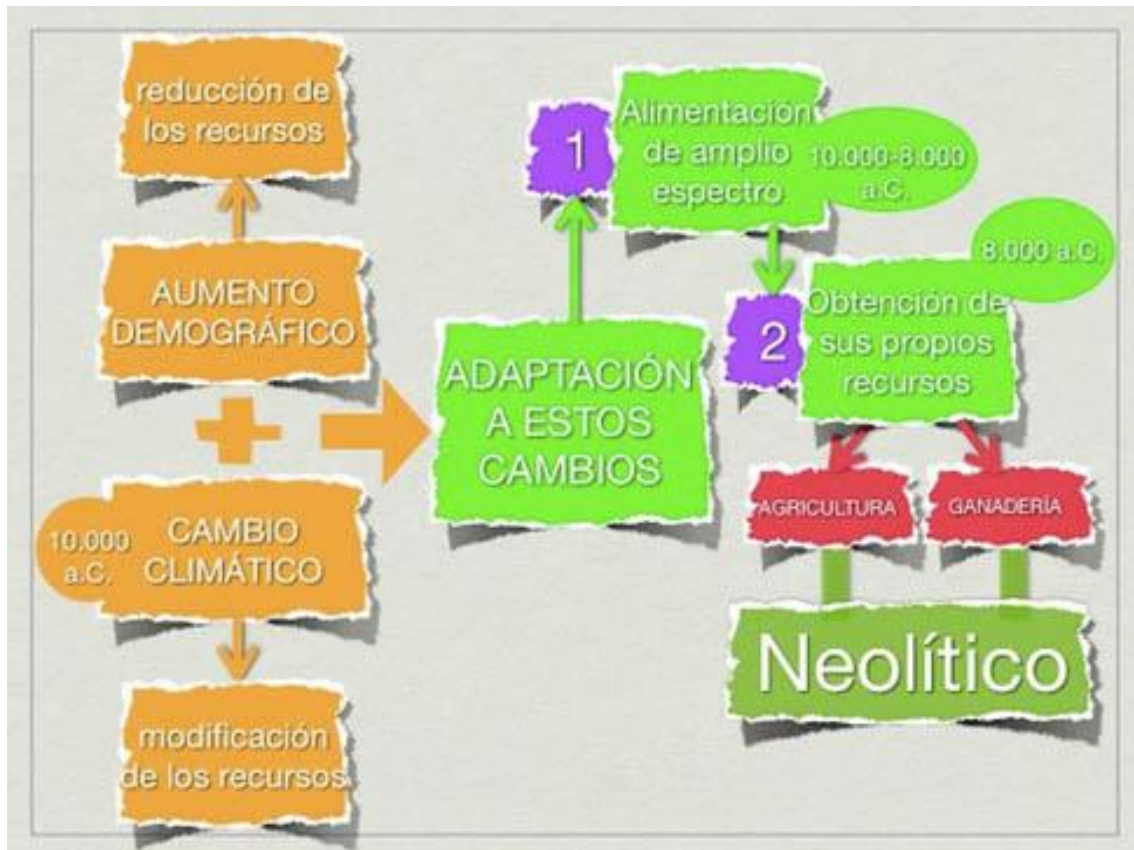 reducción de
los recursos
AUMENTO
DEMOGRÁFICO
10.000
a.C.
CAMBIO
CLIMÁTICO
modificación
de los recursos
ADAPTACIÓN
A ESTOS
CAMBIOS
1
Alimentación
de amplio
espectro
10.000-8.000
a.C.
2
Obtención de
sus propios
recursos
8.000 a.C.
AGRICULTURA
GANADERÍA
Neolítico